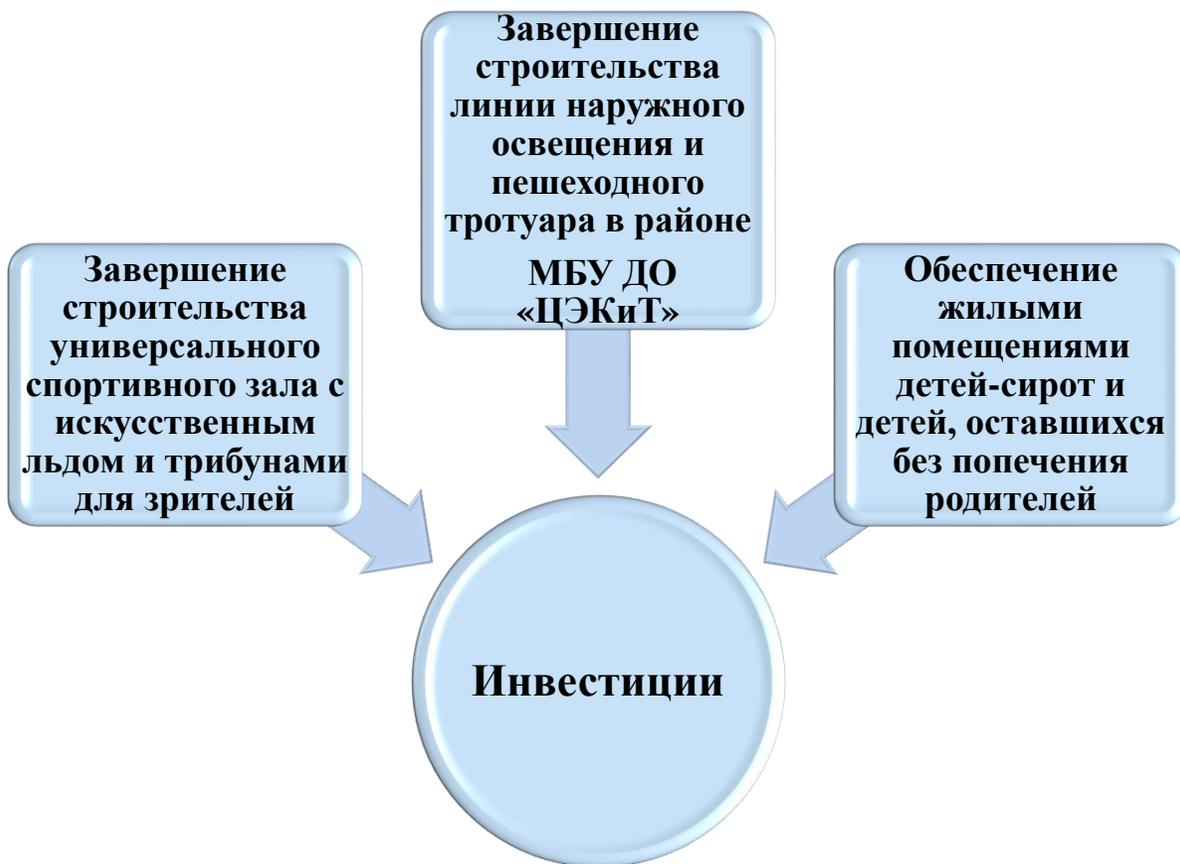 Завершение
строительства
линии наружного
освещения и
пешеходного
тротуара в районе
МБУ ДО
«ЦЭКиТ»
Завершение
строительства
универсального
спортивного зала с
искусственным
льдом и трибунами
для зрителей
Обеспечение
жилыми
помещениями
детей-сирот и
детей, оставшихся
без попечения
родителей
Инвестиции